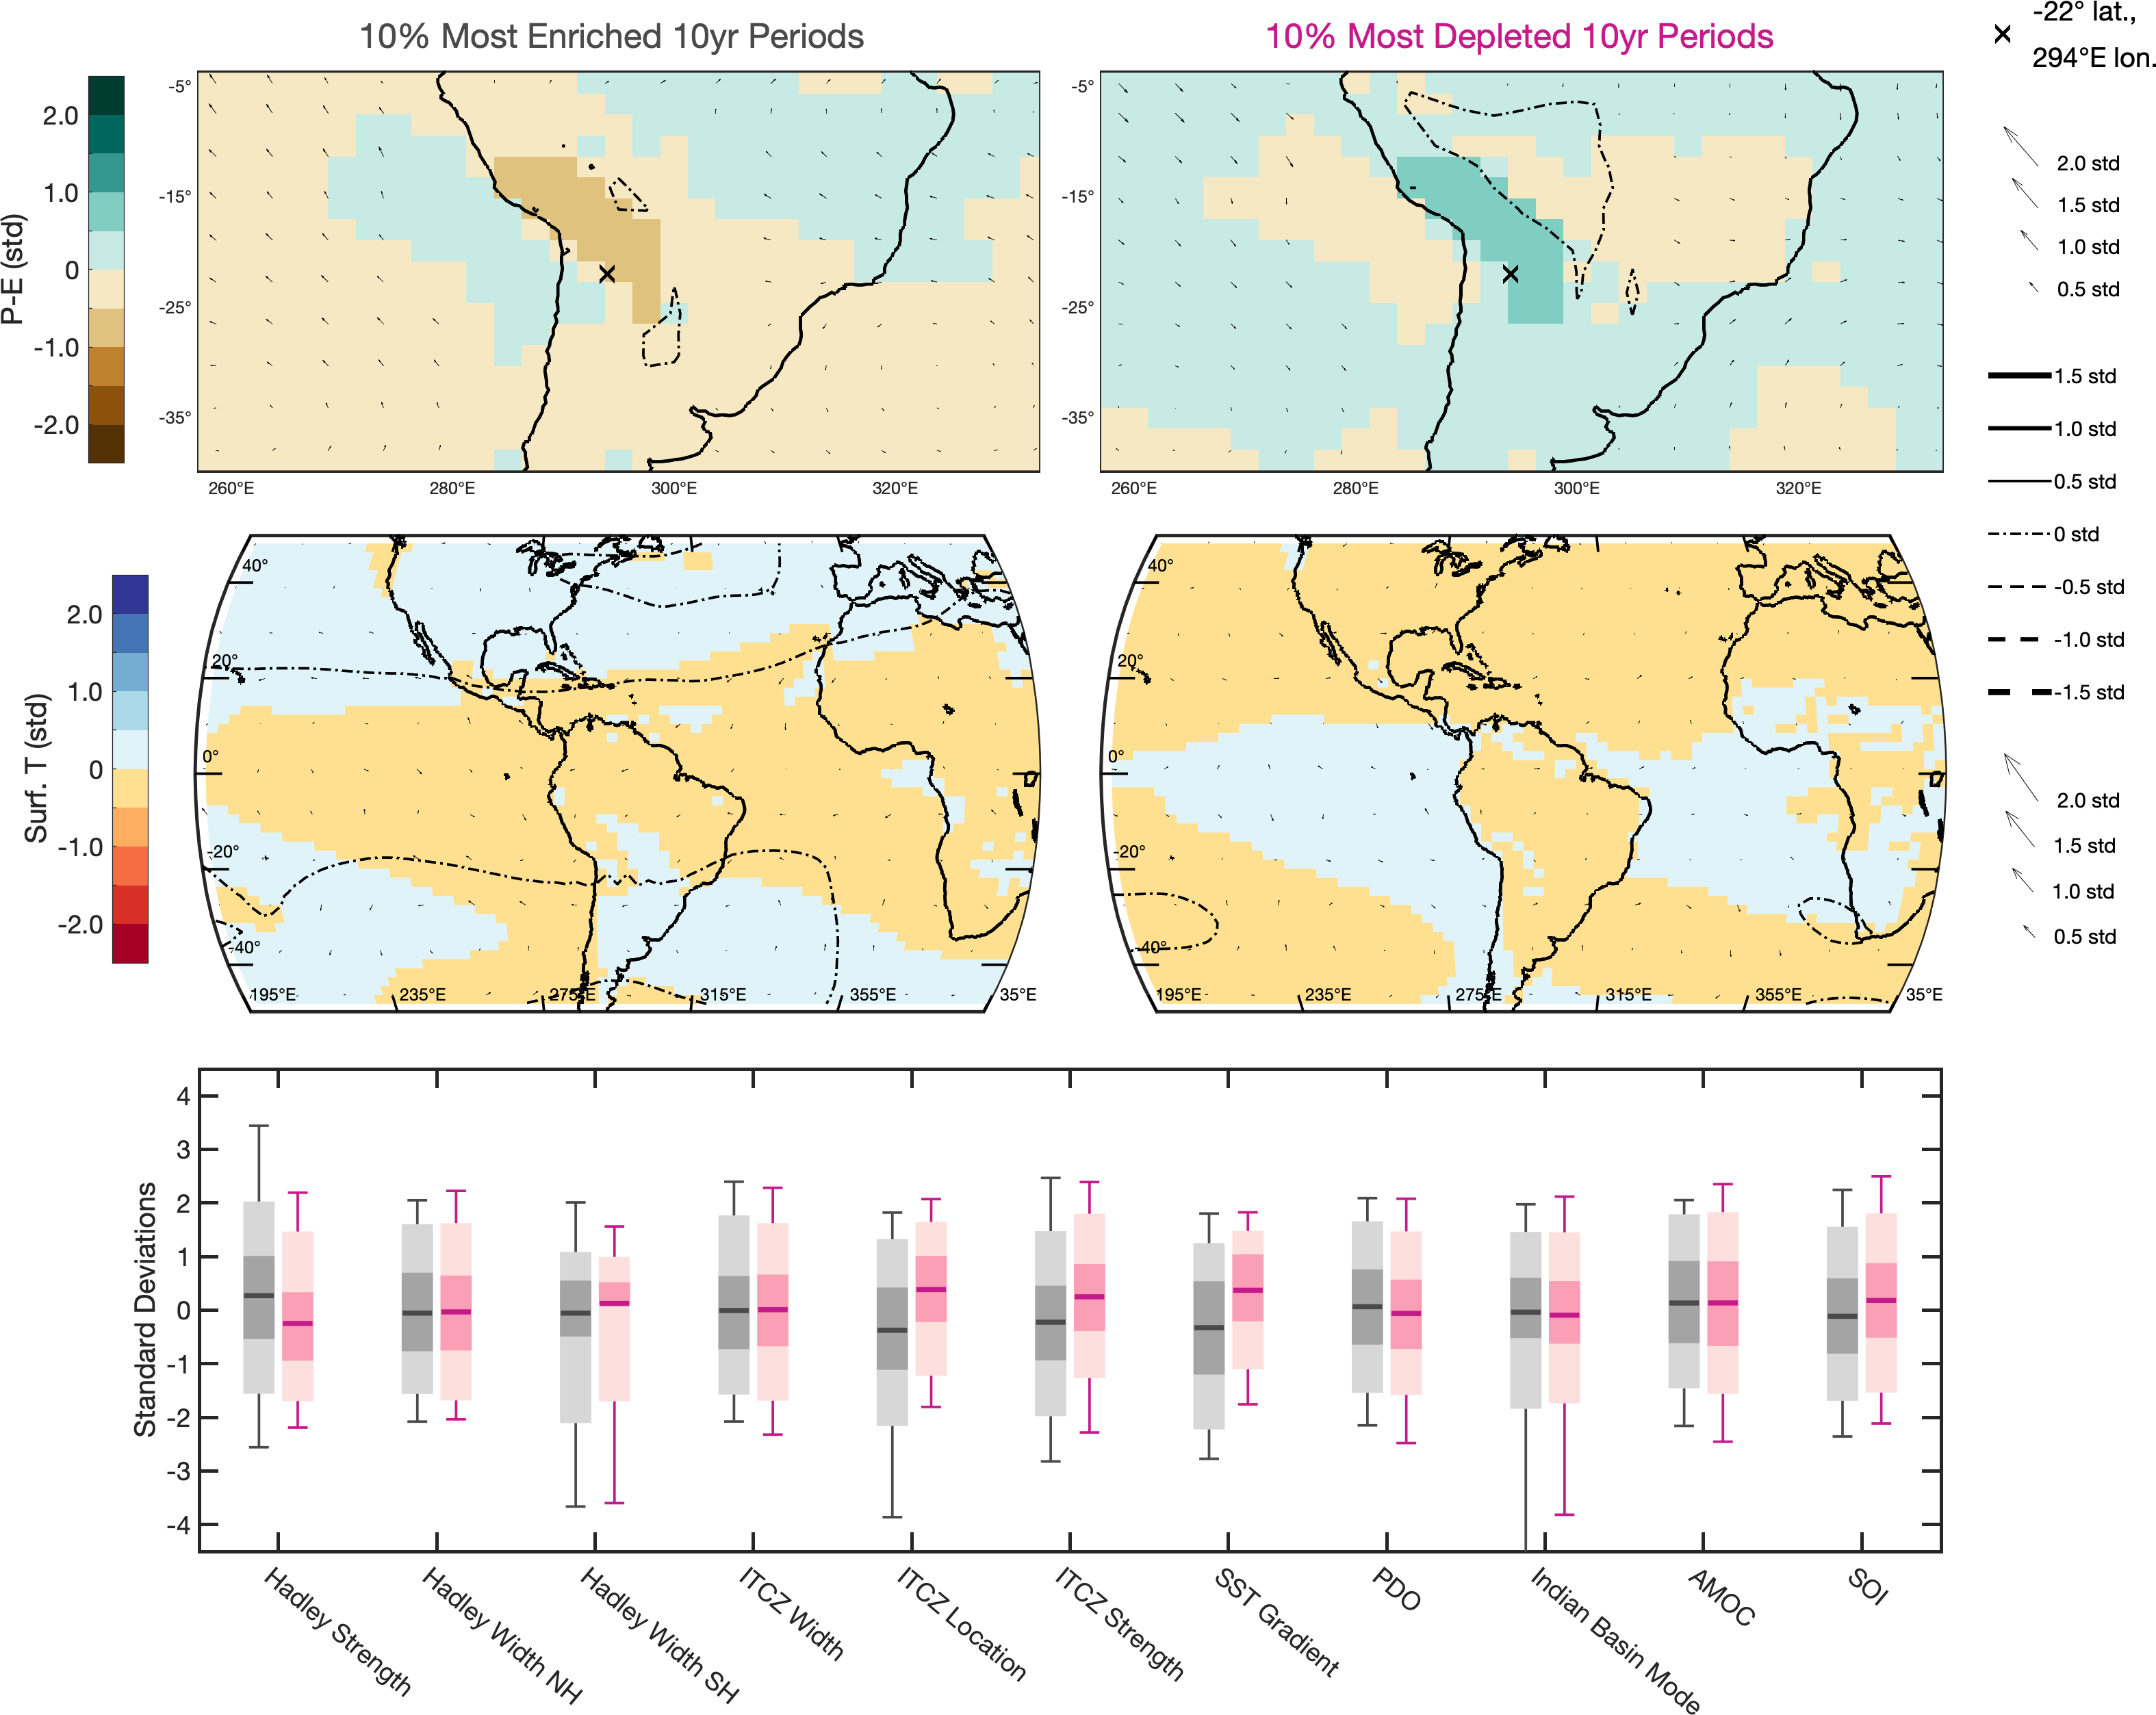 10% Most Enriched 10yr Periods
10% Most Depleted 10yr Periods
-22° lat.,
294°E lon.
P-E (std)
2.0
1.0
0
-1.0
-2.0
-5°
-15°
-25°
-35°
260°E 280°E 300°E 320°E
-5°
-15°
-25°
-35°
260°E 280°E 300°E 320°E
2.0 std
1.5 std
1.0 std
0.5 std
1.5 std
1.0 std
0.5 std
0 std
-0.5 std
-1.0 std
-1.5 std
Surf. T (std)
2.0
1.0
0
-1.0
-2.0
40°
20°
0°
-20°
-40°
195°E 235°E 275°E 315°E 355°E 35°E
40°
20°
0°
-20°
-40°
195°E 235°E 275°E 315°E 355°E 35°E
2.0 std
1.5 std
1.0 std
0.5 std
Standard Deviations
4
3
2
1
0
-1
-2
-3
-4
Hadley Strength
Hadley Width NH
Hadley Width SH
ITCZ Width
ITCZ Location
ITCZ Strength
SST Gradient
PDO
Indian Basin Mode
AMOC
SOI